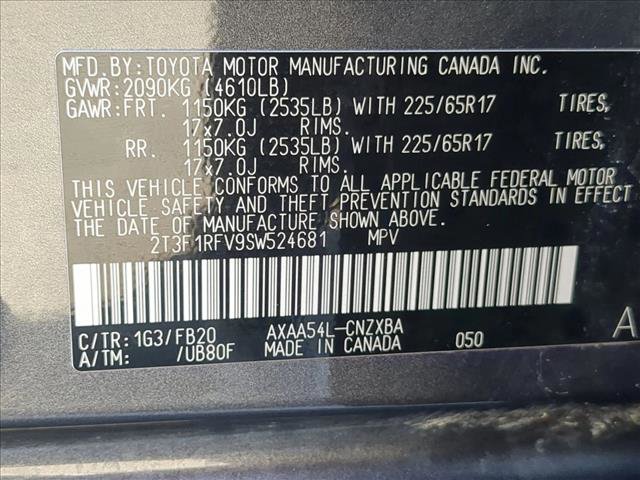 MFD.BY:TOYOTA MOTOR MANUFACTURING CANADA INC.
GVWR:2090KG (4610LB)
GAWR:FRT. 1150KG (2535LB) WITH 225/65R17 TIRES,
17x7.0J RIMS.
RR. 1150KG (2535LB) WITH 225/65R17 TIRES,
17x7.0J RIMS.
THIS VEHICLE CONFORMS TO ALL APPLICABLE FEDERAL MOTOR
VEHICLE SAFETY AND THEFT PREVENTION STANDARDS IN EFFECT
THE DATE OF MANUFACTURE SHOWN ABOVE.
2T3F1RFV9SW524681 MPV
C/TR:1G3/FB20 AXAA54L-CNZXBA 050 A
A/TM: /UB80F MADE IN CANADA